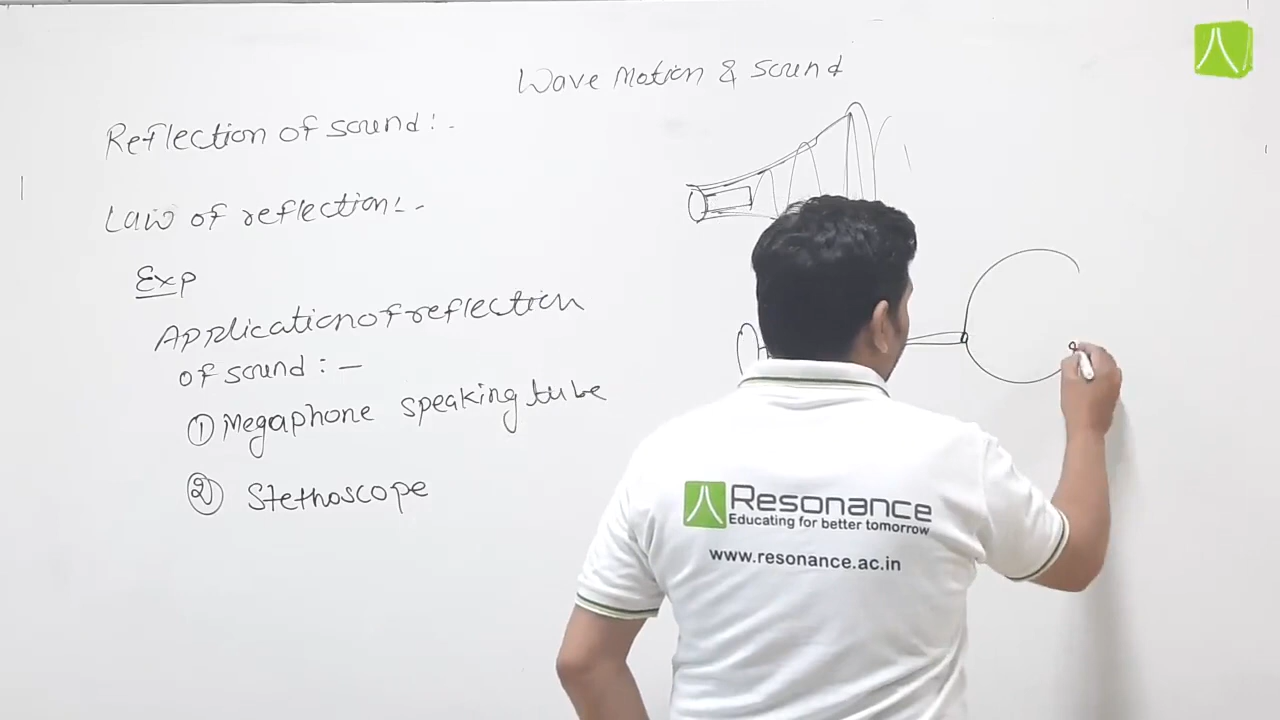 Wave Motion & Sound
Reflection of sound:-
Law of reflection:-
Exp
Application of reflection
of sound :-
① Megaphone speaking tube
② Stethoscope
Resonance
Educating for better tomorrow
www.resonance.ac.in